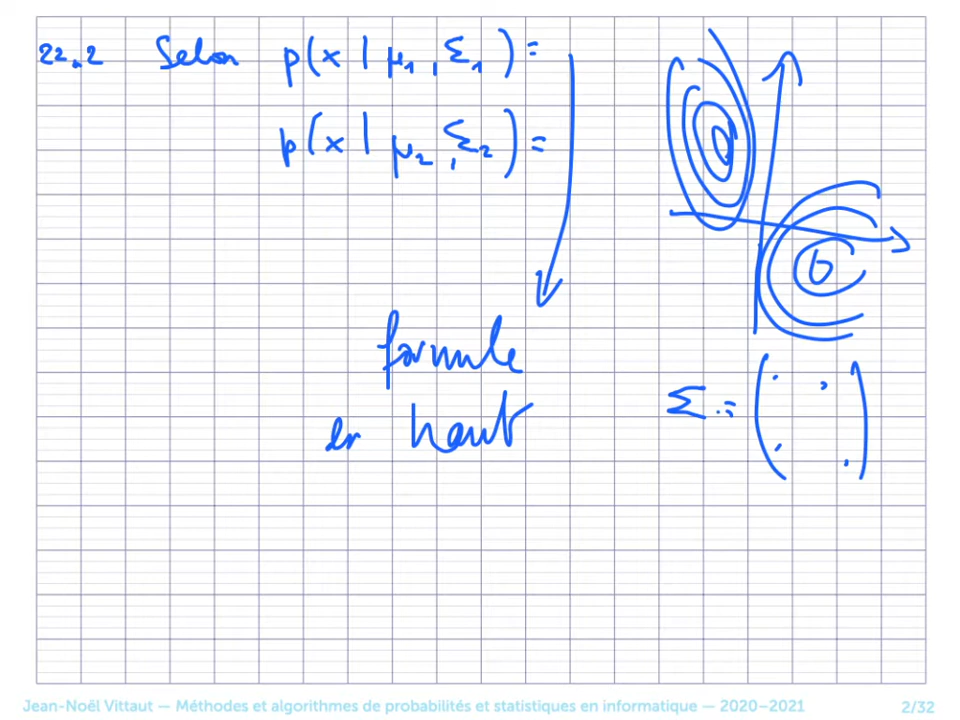 22.2 Selon p(x | μ₁, Σ₁) =
p(x | μ₂, Σ₂) =
formule
en haut
Σ =
Jean-Noël Vittaut — Méthodes et algorithmes de probabilités et statistiques en informatique — 2020–2021 2/32